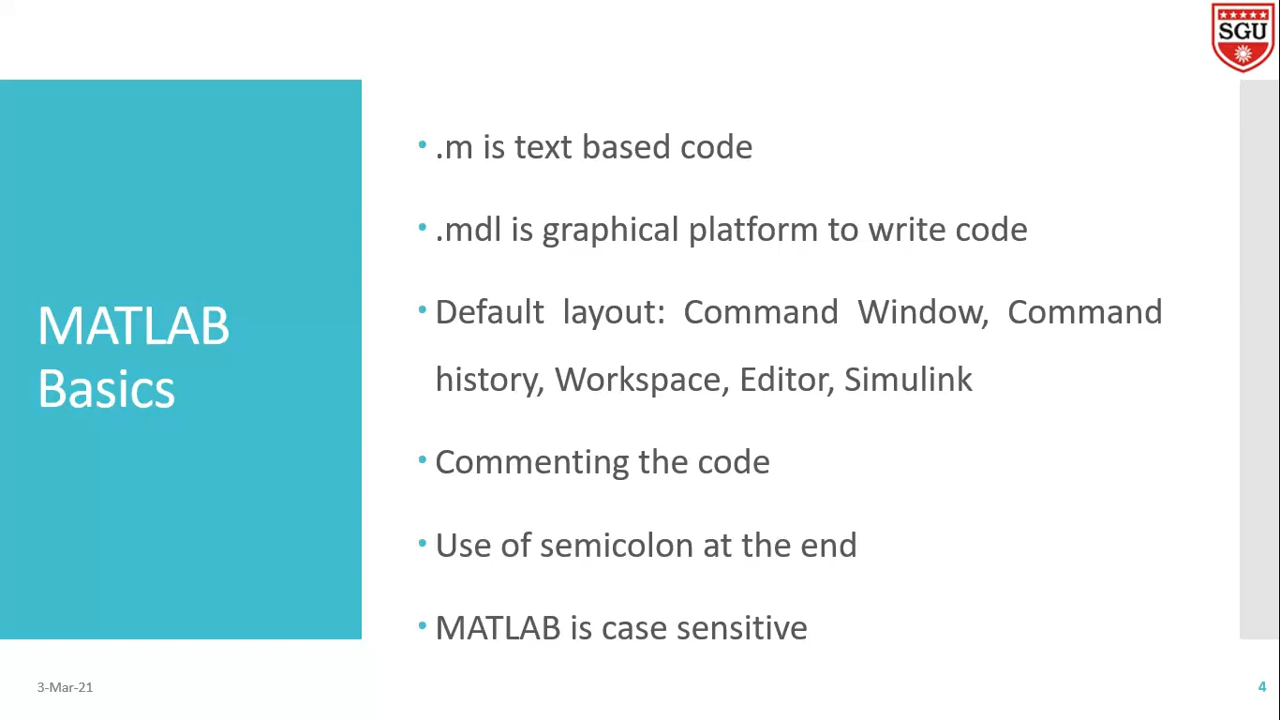 SGU
MATLAB
Basics
• .m is text based code
• .mdl is graphical platform to write code
• Default layout: Command Window, Command
history, Workspace, Editor, Simulink
• Commenting the code
• Use of semicolon at the end
• MATLAB is case sensitive
3-Mar-21
4